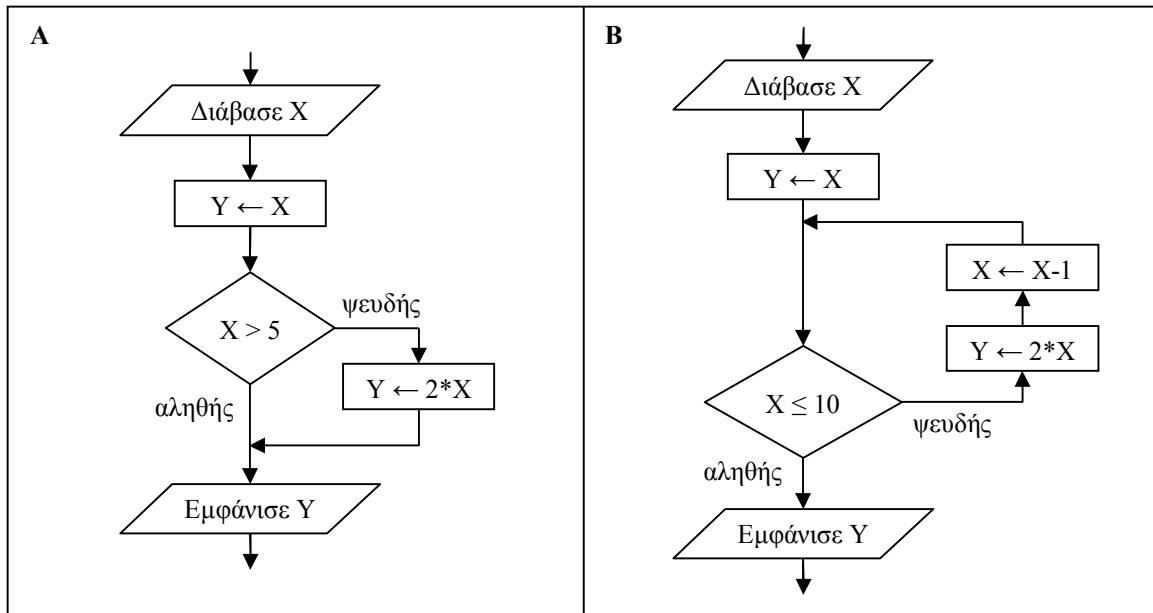 Α
Διάβασε Χ
Υ ← Χ
Χ > 5
ψευδής
Υ ← 2*Χ
αληθής
Εμφάνισε Υ
Β
Διάβασε Χ
Υ ← Χ
Χ ← Χ-1
Υ ← 2*Χ
Χ ≤ 10
ψευδής
αληθής
Εμφάνισε Υ